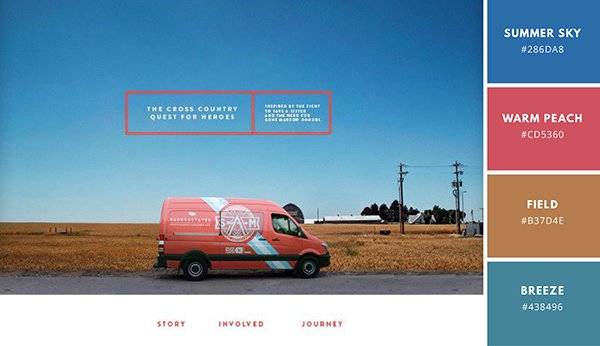 THE CROSS COUNTRY
QUEST FOR HEROES
INSPIRED BY THE FIGHT
TO SAVE A SISTER
AND THE NEED FOR
BONE MARROW DONORS.
STORY
INVOLVED
JOURNEY
SUMMER SKY
#286DA8
WARM PEACH
#CD5360
FIELD
#B37D4E
BREEZE
#438496